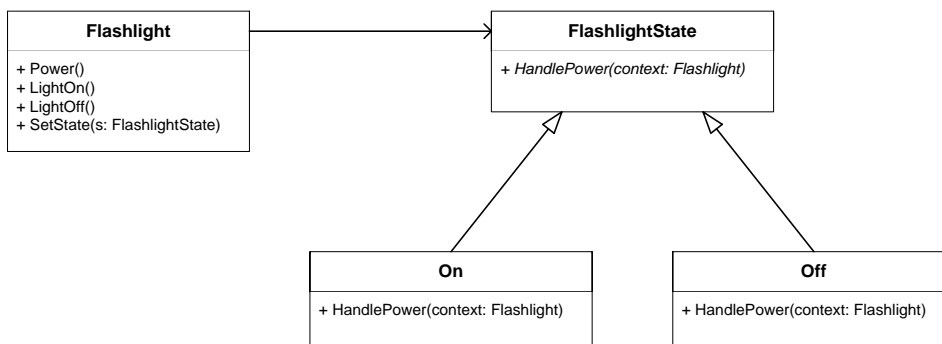 Flashlight
+ Power()
+ LightOn()
+ LightOff()
+ SetState(s: FlashlightState)
FlashlightState
+ HandlePower(context: Flashlight)
On
+ HandlePower(context: Flashlight)
Off
+ HandlePower(context: Flashlight)